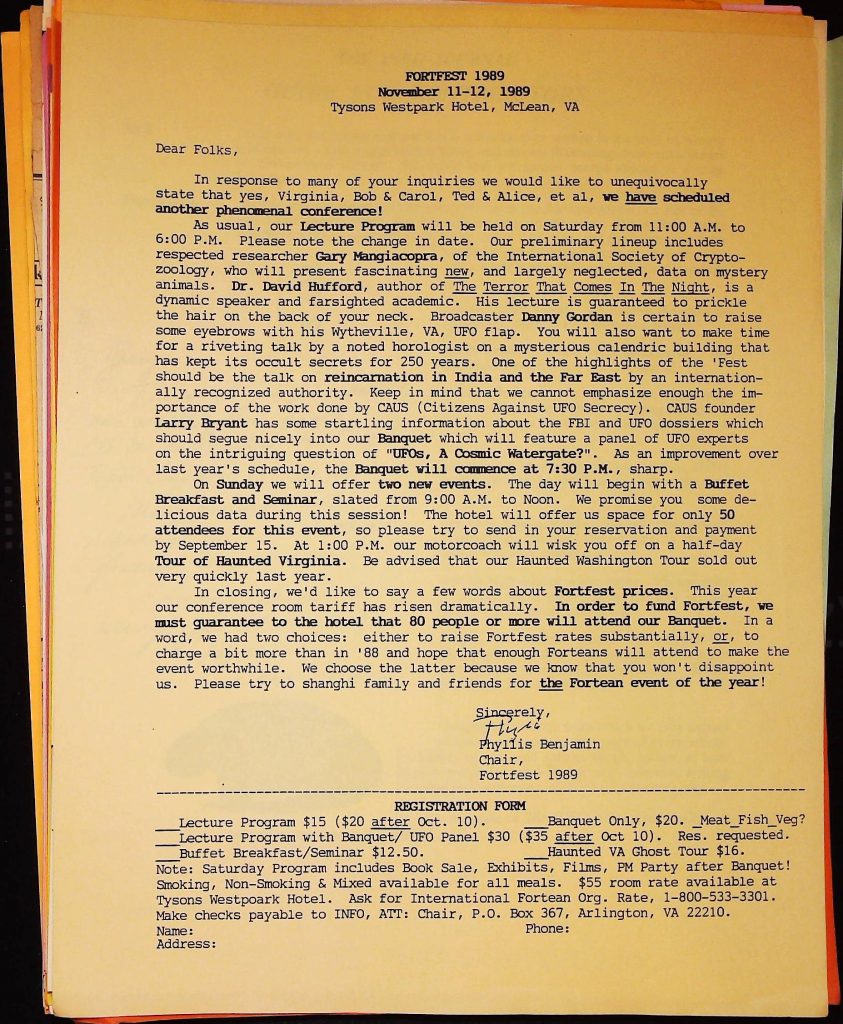 FORTFEST 1989
November 11-12, 1989
Tysons Westpark Hotel, McLean, VA
Dear Folks,
In response to many of your inquiries we would like to unequivocally
state that yes, Virginia, Bob & Carol, Ted & Alice, et al, we have scheduled
another phenomenal conference!
As usual, our Lecture Program will be held on Saturday from 11:00 A.M. to
6:00 P.M. Please note the change in date. Our preliminary lineup includes
respected researcher Gary Mangiacopra, of the International Society of Crypto-
zoology, who will present fascinating new, and largely neglected, data on mystery
animals. Dr. David Hufford, author of The Terror That Comes In The Night, is a
dynamic speaker and farsighted academic. His lecture is guaranteed to prickle
the hair on the back of your neck. Broadcaster Danny Gordan is certain to raise
some eyebrows with his Wytheville, VA, UFO flap. You will also want to make time
for a riveting talk by a noted horologist on a mysterious calendric building that
has kept its occult secrets for 250 years. One of the highlights of the 'Fest
should be the talk on reincarnation in India and the Far East by an internation-
ally recognized authority. Keep in mind that we cannot emphasize enough the im-
portance of the work done by CAUS (Citizens Against UFO Secrecy). CAUS founder
Larry Bryant has some startling information about the FBI and UFO dossiers which
should segue nicely into our Banquet which will feature a panel of UFO experts
on the intriguing question of "UFOs, A Cosmic Watergate?". As an improvement over
last year's schedule, the Banquet will commence at 7:30 P.M., sharp.
On Sunday we will offer two new events. The day will begin with a Buffet
Breakfast and Seminar, slated from 9:00 A.M. to Noon. We promise you some de-
licious data during this session! The hotel will offer us space for only 50
attendees for this event, so please try to send in your reservation and payment
by September 15. At 1:00 P.M. our motorcoach will wisk you off on a half-day
Tour of Haunted Virginia. Be advised that our Haunted Washington Tour sold out
very quickly last year.
In closing, we'd like to say a few words about Fortfest prices. This year
our conference room tariff has risen dramatically. In order to fund Fortfest, we
must guarantee to the hotel that 80 people or more will attend our Banquet. In a
word, we had two choices: either to raise Fortfest rates substantially, or, to
charge a bit more than in '88 and hope that enough Forteans will attend to make the
event worthwhile. We choose the latter because we know that you won't disappoint
us. Please try to shanghi family and friends for the Fortean event of the year!
Sincerely,
Phyllis Benjamin
Chair,
Fortfest 1989
REGISTRATION FORM
___Lecture Program $15 ($20 after Oct. 10). ___Banquet Only, $20. _Meat_Fish_Veg?
___Lecture Program with Banquet/ UFO Panel $30 ($35 after Oct 10). Res. requested.
___Buffet Breakfast/Seminar $12.50. ___Haunted VA Ghost Tour $16.
Note: Saturday Program includes Book Sale, Exhibits, Films, PM Party after Banquet!
Smoking, Non-Smoking & Mixed available for all meals. $55 room rate available at
Tysons Westpoark Hotel. Ask for International Fortean Org. Rate, 1-800-533-3301.
Make checks payable to INFO, ATT: Chair, P.O. Box 367, Arlington, VA 22210.
Name: Phone:
Address: